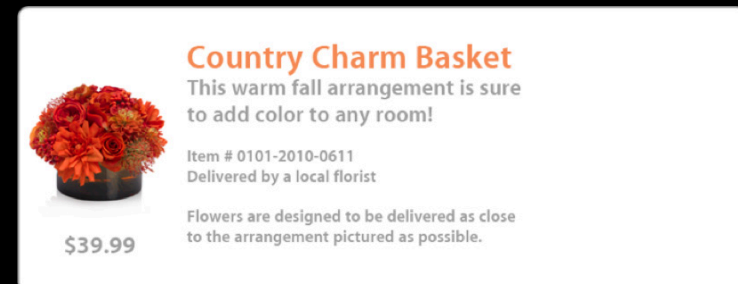 Country Charm Basket
This warm fall arrangement is sure
to add color to any room!
Item # 0101-2010-0611
Delivered by a local florist
Flowers are designed to be delivered as close
to the arrangement pictured as possible.
$39.99